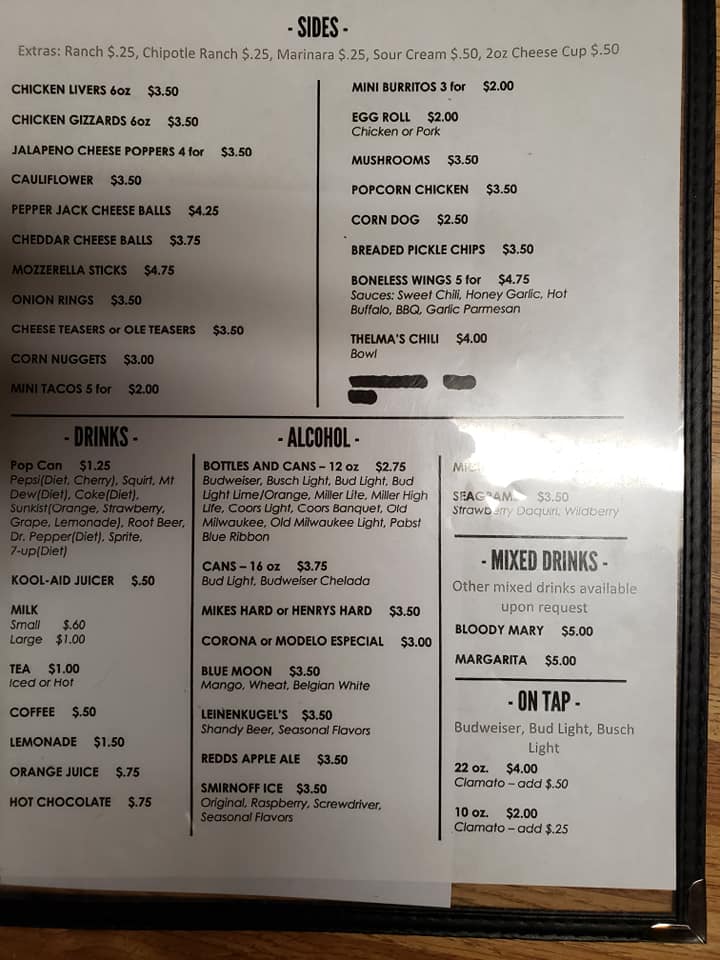 - SIDES -
Extras: Ranch $.25, Chipotle Ranch $.25, Marinara $.25, Sour Cream $.50, 2oz Cheese Cup $.50
CHICKEN LIVERS 6oz $3.50
CHICKEN GIZZARDS 6oz $3.50
JALAPENO CHEESE POPPERS 4 for $3.50
CAULIFLOWER $3.50
PEPPER JACK CHEESE BALLS $4.25
CHEDDAR CHEESE BALLS $3.75
MOZZERELLA STICKS $4.75
ONION RINGS $3.50
CHEESE TEASERS or OLE TEASERS $3.50
CORN NUGGETS $3.00
MINI TACOS 5 for $2.00
MINI BURRITOS 3 for $2.00
EGG ROLL $2.00
Chicken or Pork
MUSHROOMS $3.50
POPCORN CHICKEN $3.50
CORN DOG $2.50
BREADED PICKLE CHIPS $3.50
BONELESS WINGS 5 for $4.75
Sauces: Sweet Chili, Honey Garlic, Hot
Buffalo, BBQ, Garlic Parmesan
THELMA'S CHILI $4.00
Bowl
- DRINKS -
Pop Can $1.25
Pepsi(Diet, Cherry), Squirt, Mt
Dew(Diet), Coke(Diet),
Sunkist(Orange, Strawberry,
Grape, Lemonade), Root Beer,
Dr. Pepper(Diet), Sprite,
7-up(Diet)
KOOL-AID JUICER $.50
MILK
Small $.60
Large $1.00
TEA $1.00
Iced or Hot
COFFEE $.50
LEMONADE $1.50
ORANGE JUICE $.75
HOT CHOCOLATE $.75
- ALCOHOL -
BOTTLES AND CANS – 12 oz $2.75
Budweiser, Busch Light, Bud Light, Bud
Light Lime/Orange, Miller Lite, Miller High
Life, Coors Light, Coors Banquet, Old
Milwaukee, Old Milwaukee Light, Pabst
Blue Ribbon
CANS – 16 oz $3.75
Bud Light, Budweiser Chelada
MIKES HARD or HENRYS HARD $3.50
CORONA or MODELO ESPECIAL $3.00
BLUE MOON $3.50
Mango, Wheat, Belgian White
LEINENKUGEL'S $3.50
Shandy Beer, Seasonal Flavors
REDDS APPLE ALE $3.50
SMIRNOFF ICE $3.50
Original, Raspberry, Screwdriver,
Seasonal Flavors
SEAGRAM $3.50
Strawberry Daquiri, Wildberry
- MIXED DRINKS -
Other mixed drinks available
upon request
BLOODY MARY $5.00
MARGARITA $5.00
- ON TAP -
Budweiser, Bud Light, Busch
Light
22 oz. $4.00
Clamato – add $.50
10 oz. $2.00
Clamato – add $.25